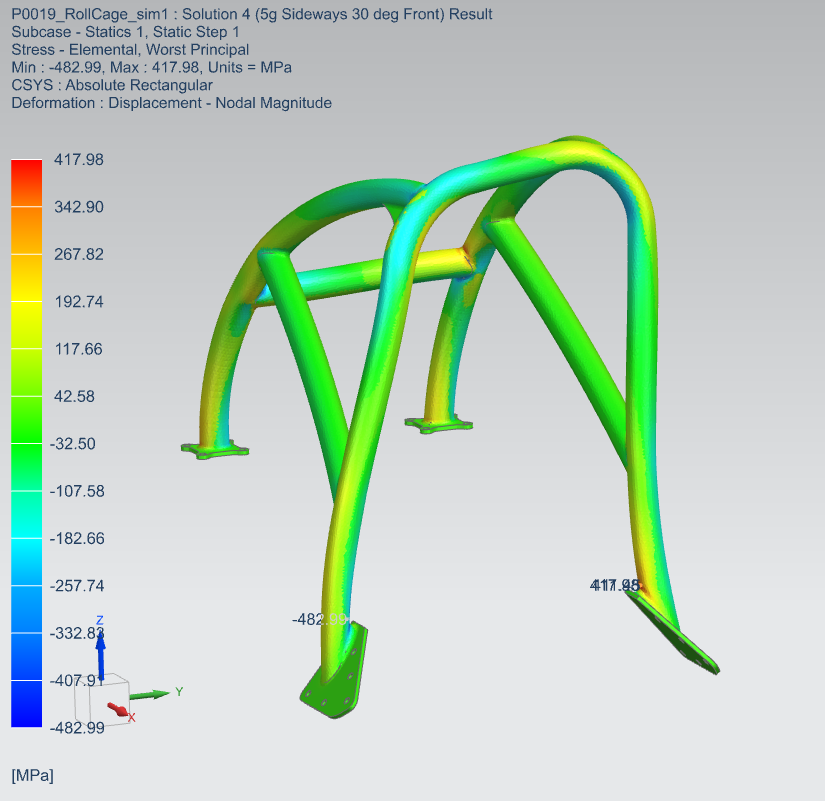 P0019_RollCage_sim1 : Solution 4 (5g Sideways 30 deg Front) Result
Subcase - Statics 1, Static Step 1
Stress - Elemental, Worst Principal
Min : -482.99, Max : 417.98, Units = MPa
CSYS : Absolute Rectangular
Deformation : Displacement - Nodal Magnitude
417.98
342.90
267.82
192.74
117.66
42.58
-32.50
-107.58
-182.66
-257.74
-332.83
-407.91
-482.99
417.98
-482.99
Z
Y
X
[MPa]